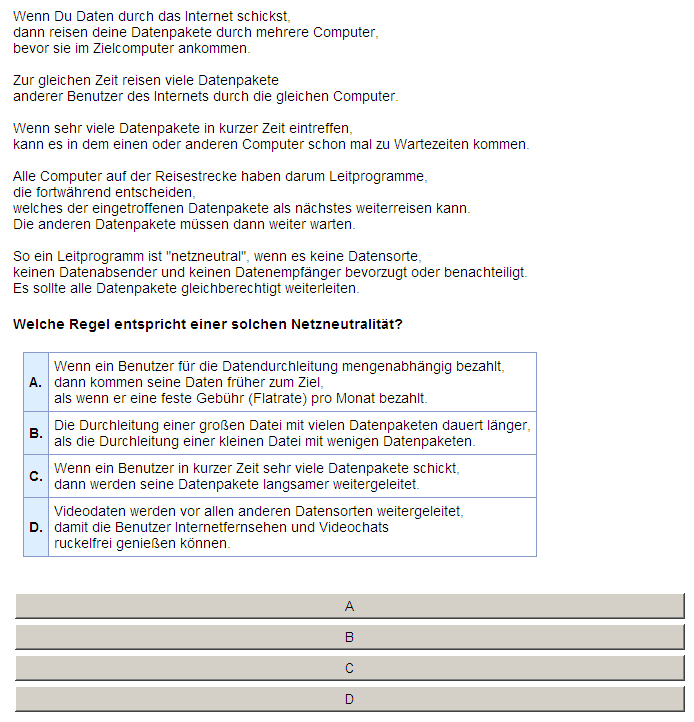 Wenn Du Daten durch das Internet schickst,
dann reisen deine Datenpakete durch mehrere Computer,
bevor sie im Zielcomputer ankommen.
Zur gleichen Zeit reisen viele Datenpakete
anderer Benutzer des Internets durch die gleichen Computer.
Wenn sehr viele Datenpakete in kurzer Zeit eintreffen,
kann es in dem einen oder anderen Computer schon mal zu Wartezeiten kommen.
Alle Computer auf der Reisestrecke haben darum Leitprogramme,
die fortwährend entscheiden,
welches der eingetroffenen Datenpakete als nächstes weiterreisen kann.
Die anderen Datenpakete müssen dann weiter warten.
So ein Leitprogramm ist "netzneutral", wenn es keine Datensorte,
keinen Datenabsender und keinen Datenempfänger bevorzugt oder benachteiligt.
Es sollte alle Datenpakete gleichberechtigt weiterleiten.
Welche Regel entspricht einer solchen Netzneutralität?
A. Wenn ein Benutzer für die Datendurchleitung mengenabhängig bezahlt,
dann kommen seine Daten früher zum Ziel,
als wenn er eine feste Gebühr (Flatrate) pro Monat bezahlt.
B. Die Durchleitung einer großen Datei mit vielen Datenpaketen dauert länger,
als die Durchleitung einer kleinen Datei mit wenigen Datenpaketen.
C. Wenn ein Benutzer in kurzer Zeit sehr viele Datenpakete schickt,
dann werden seine Datenpakete langsamer weitergeleitet.
D. Videodaten werden vor allen anderen Datensorten weitergeleitet,
damit die Benutzer Internetfernsehen und Videochats
ruckelfrei genießen können.
A
B
C
D